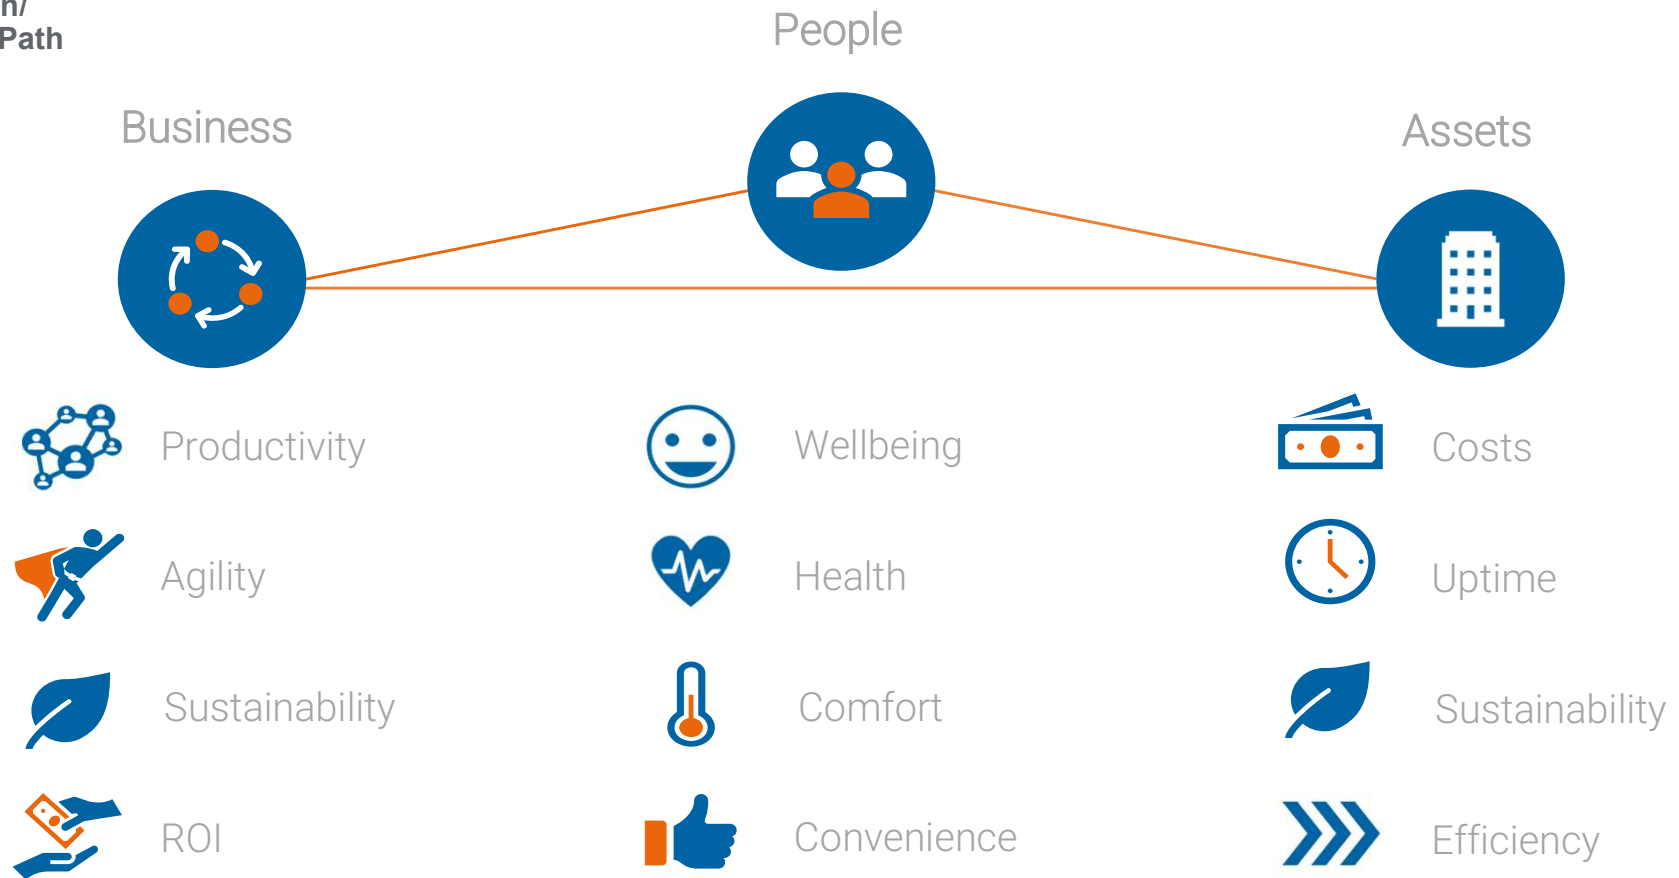 n/
Path
People
Business
Assets
Productivity
Wellbeing
Costs
Agility
Health
Uptime
Sustainability
Comfort
Sustainability
ROI
Convenience
Efficiency